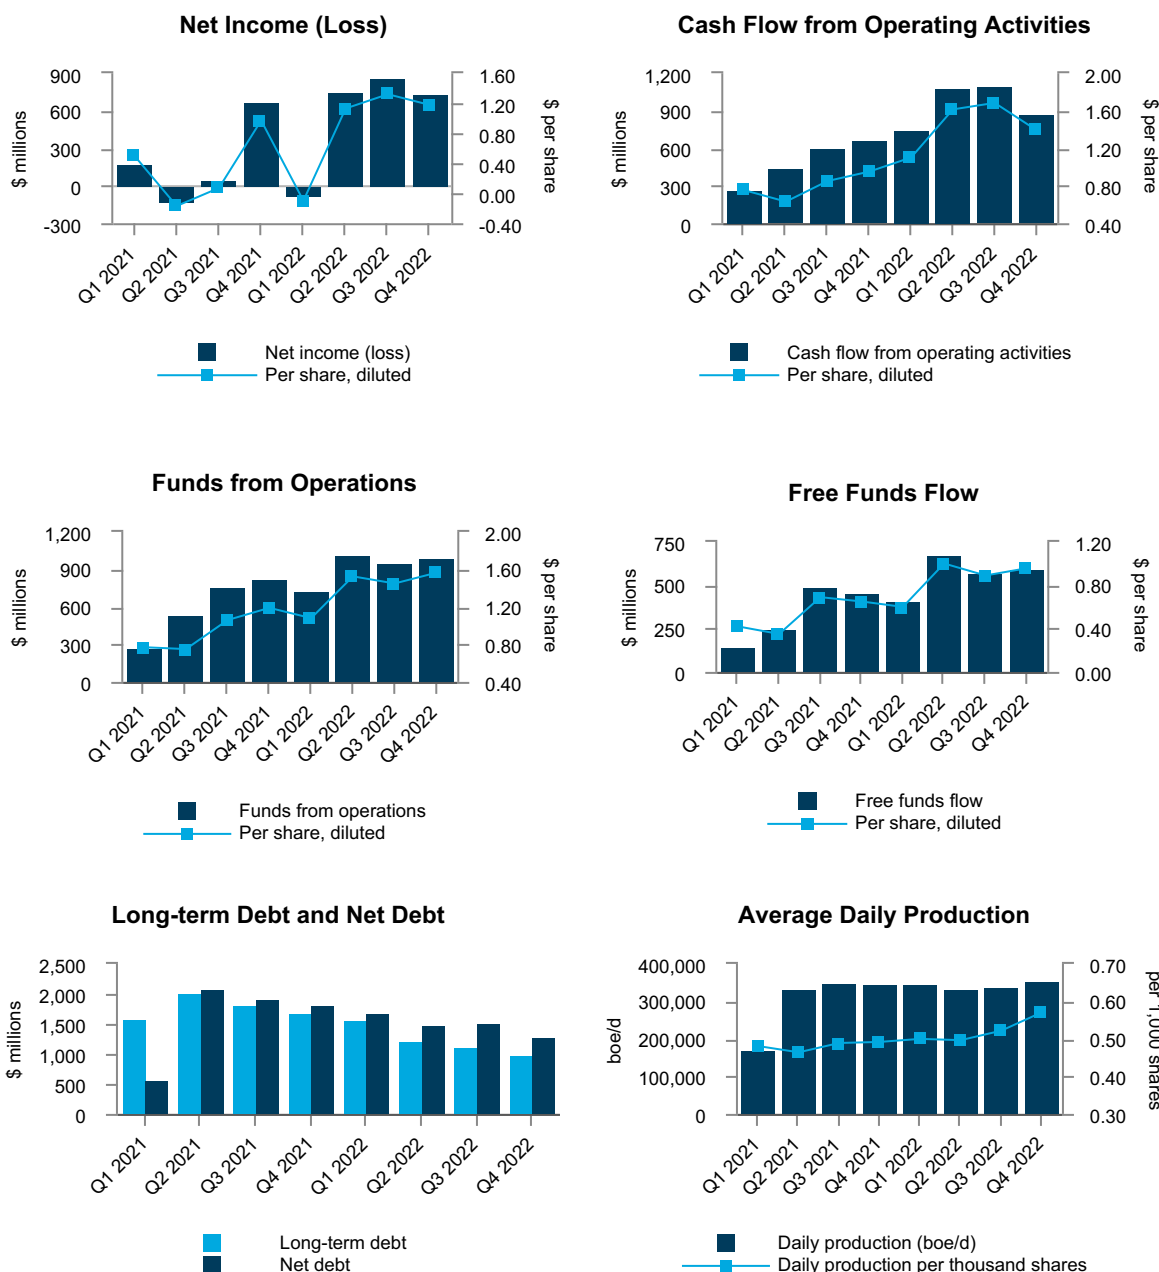 Net Income (Loss)
$ millions
900
600
300
0
-300
1.60
1.20
0.80
0.40
0.00
-0.40
$ per share
Q1 2021
Q2 2021
Q3 2021
Q4 2021
Q1 2022
Q2 2022
Q3 2022
Q4 2022
Net income (loss)
Per share, diluted
Cash Flow from Operating Activities
$ millions
1,200
900
600
300
0
2.00
1.60
1.20
0.80
0.40
$ per share
Q1 2021
Q2 2021
Q3 2021
Q4 2021
Q1 2022
Q2 2022
Q3 2022
Q4 2022
Cash flow from operating activities
Per share, diluted
Funds from Operations
$ millions
1,200
900
600
300
0
2.00
1.60
1.20
0.80
0.40
$ per share
Q1 2021
Q2 2021
Q3 2021
Q4 2021
Q1 2022
Q2 2022
Q3 2022
Q4 2022
Funds from operations
Per share, diluted
Free Funds Flow
$ millions
750
500
250
0
1.20
0.80
0.40
0.00
$ per share
Q1 2021
Q2 2021
Q3 2021
Q4 2021
Q1 2022
Q2 2022
Q3 2022
Q4 2022
Free funds flow
Per share, diluted
Long-term Debt and Net Debt
$ millions
2,500
2,000
1,500
1,000
500
0
Q1 2021
Q2 2021
Q3 2021
Q4 2021
Q1 2022
Q2 2022
Q3 2022
Q4 2022
Long-term debt
Net debt
Average Daily Production
boe/d
400,000
300,000
200,000
100,000
0
0.70
0.60
0.50
0.40
0.30
per 1,000 shares
Q1 2021
Q2 2021
Q3 2021
Q4 2021
Q1 2022
Q2 2022
Q3 2022
Q4 2022
Daily production (boe/d)
Daily production per thousand shares